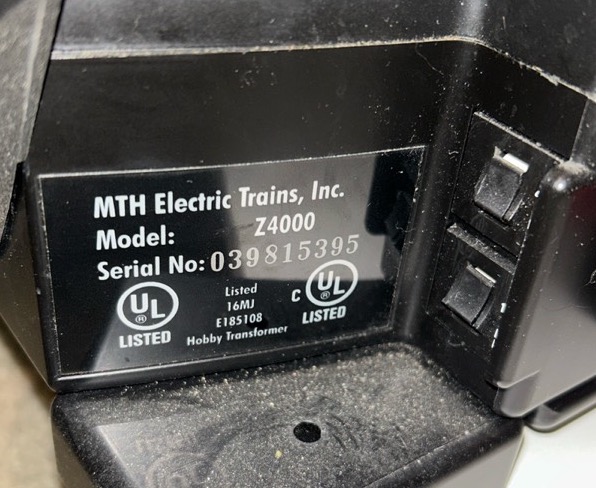 MTH Electric Trains, Inc.
Model: Z4000
Serial No: 039815395
UL ® LISTED
Listed
16MJ
E185108
Hobby Transformer
C UL ® LISTED